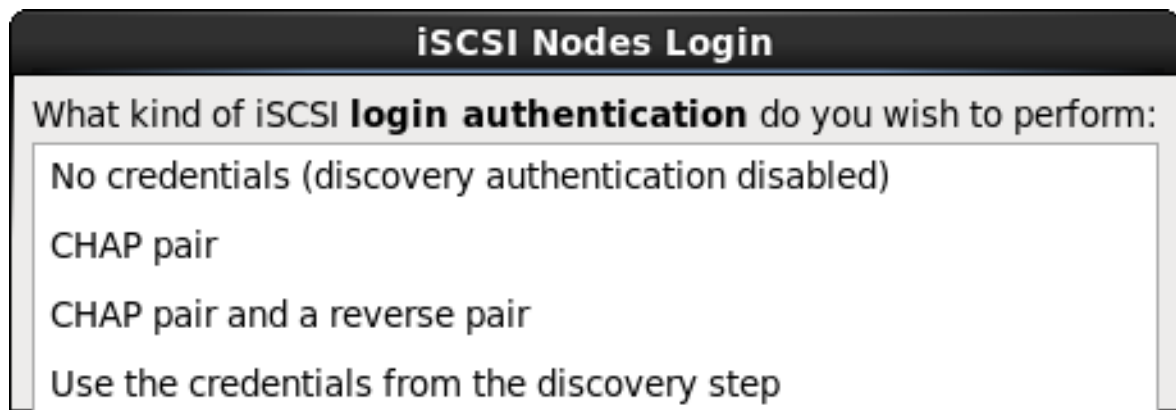 iSCSI Nodes Login
What kind of iSCSI login authentication do you wish to perform:
No credentials (discovery authentication disabled)
CHAP pair
CHAP pair and a reverse pair
Use the credentials from the discovery step